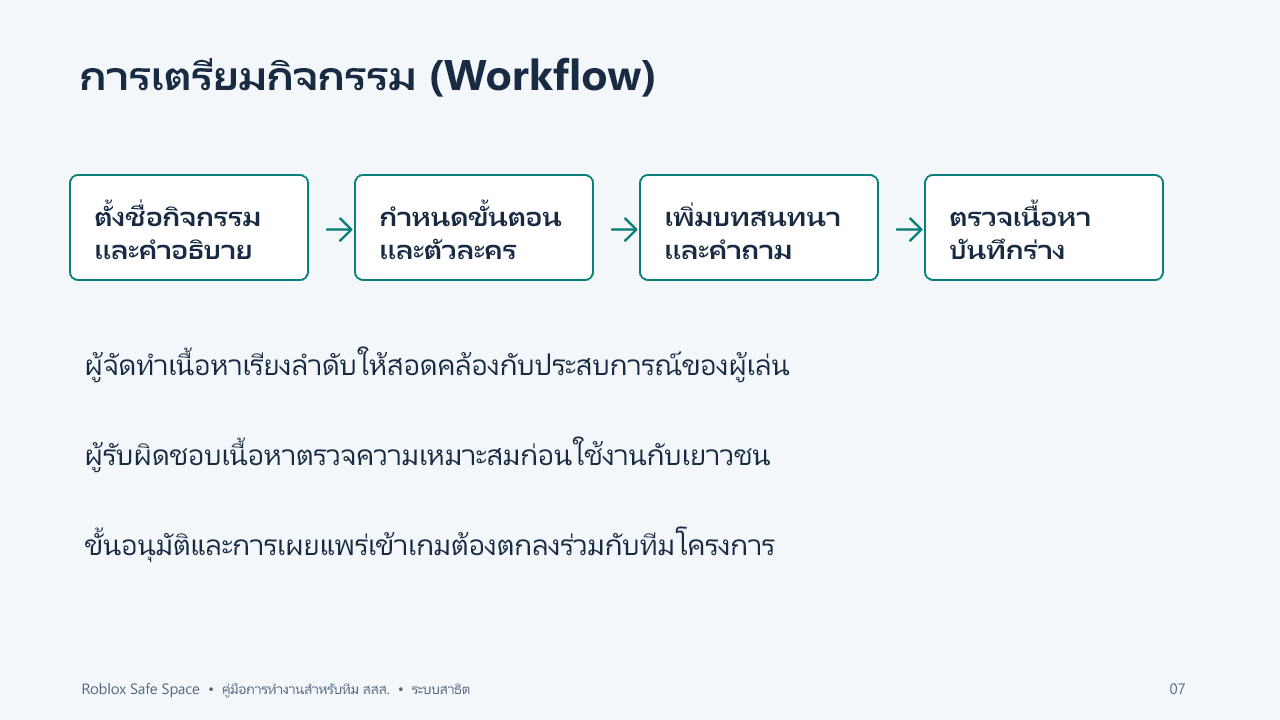 การเตรียมกิจกรรม (Workflow)
ตั้งชื่อกิจกรรม
และคำอธิบาย
→
กำหนดขั้นตอน
และตัวละคร
→
เพิ่มบทสนทนา
และคำถาม
→
ตรวจเนื้อหา
บันทึกร่าง
ผู้จัดทำเนื้อหาเรียงลำดับให้สอดคล้องกับประสบการณ์ของผู้เล่น
ผู้รับผิดชอบเนื้อหาตรวจความเหมาะสมก่อนใช้งานกับเยาวชน
ขั้นอนุมัติและการเผยแพร่เข้าเกมต้องตกลงร่วมกับทีมโครงการ
Roblox Safe Space • คู่มือการทำงานสำหรับทีม สสส. • ระบบสาธิต
07